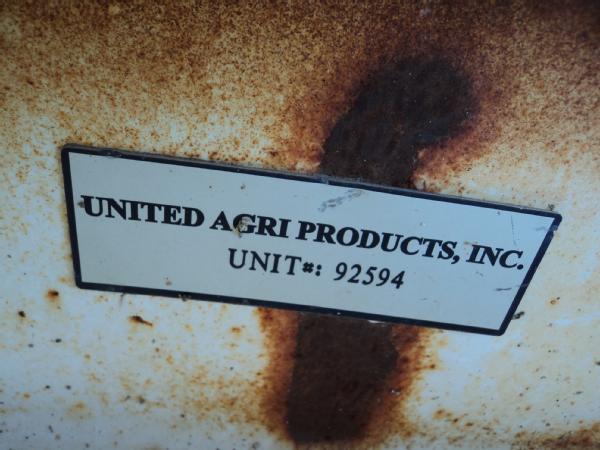 UNITED AGRI PRODUCTS, INC.
UNIT#: 92594